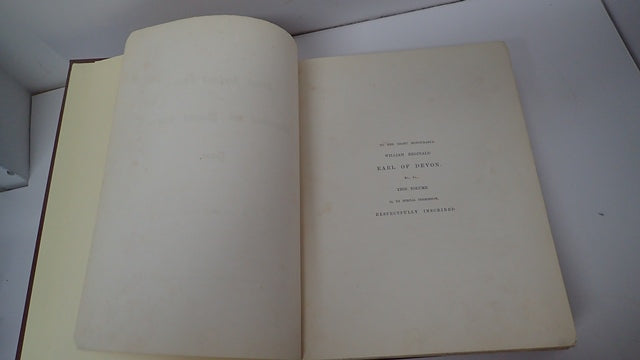 TO THE RIGHT HONOURABLE
WILLIAM REGINALD
EARL OF DEVON,
&c., &c.,
THIS VOLUME
IS, BY SPECIAL PERMISSION,
RESPECTFULLY INSCRIBED.